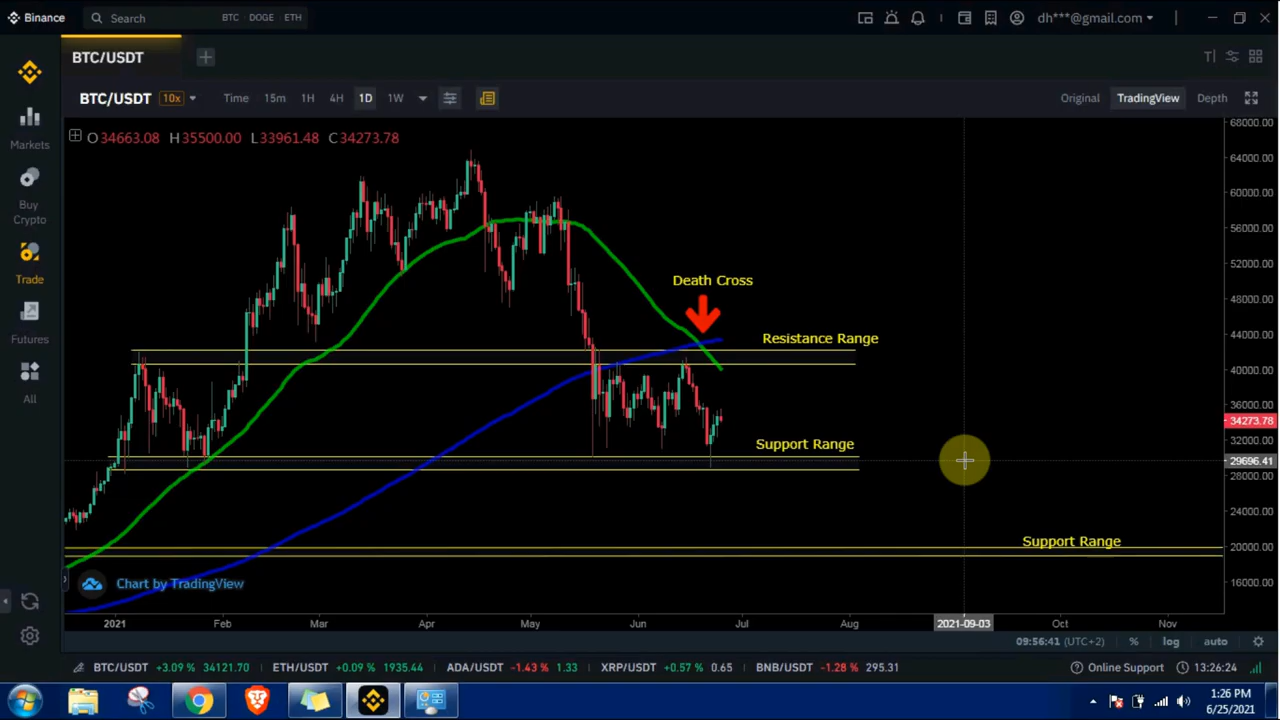 Binance
Search
BTC DOGE ETH
dh***@gmail.com
BTC/USDT
BTC/USDT 10x Time 15m 1H 4H 1D 1W Original TradingView Depth
O34663.08 H35500.00 L33961.48 C34273.78
Markets
Buy
Crypto
Trade
Futures
All
Death Cross
Resistance Range
Support Range
Support Range
68000.00
64000.00
60000.00
56000.00
52000.00
48000.00
44000.00
40000.00
36000.00
34273.78
32000.00
29696.41
28000.00
24000.00
20000.00
16000.00
Chart by TradingView
2021 Feb Mar Apr May Jun Jul Aug 2021-09-03 Oct Nov
09:56:41 (UTC+2) % log auto
BTC/USDT +3.09 % 34121.70 ETH/USDT +0.09 % 1935.44 ADA/USDT -1.43 % 1.33 XRP/USDT +0.57 % 0.65 BNB/USDT -1.28 % 295.31 Online Support 13:26:24
1:26 PM
6/25/2021